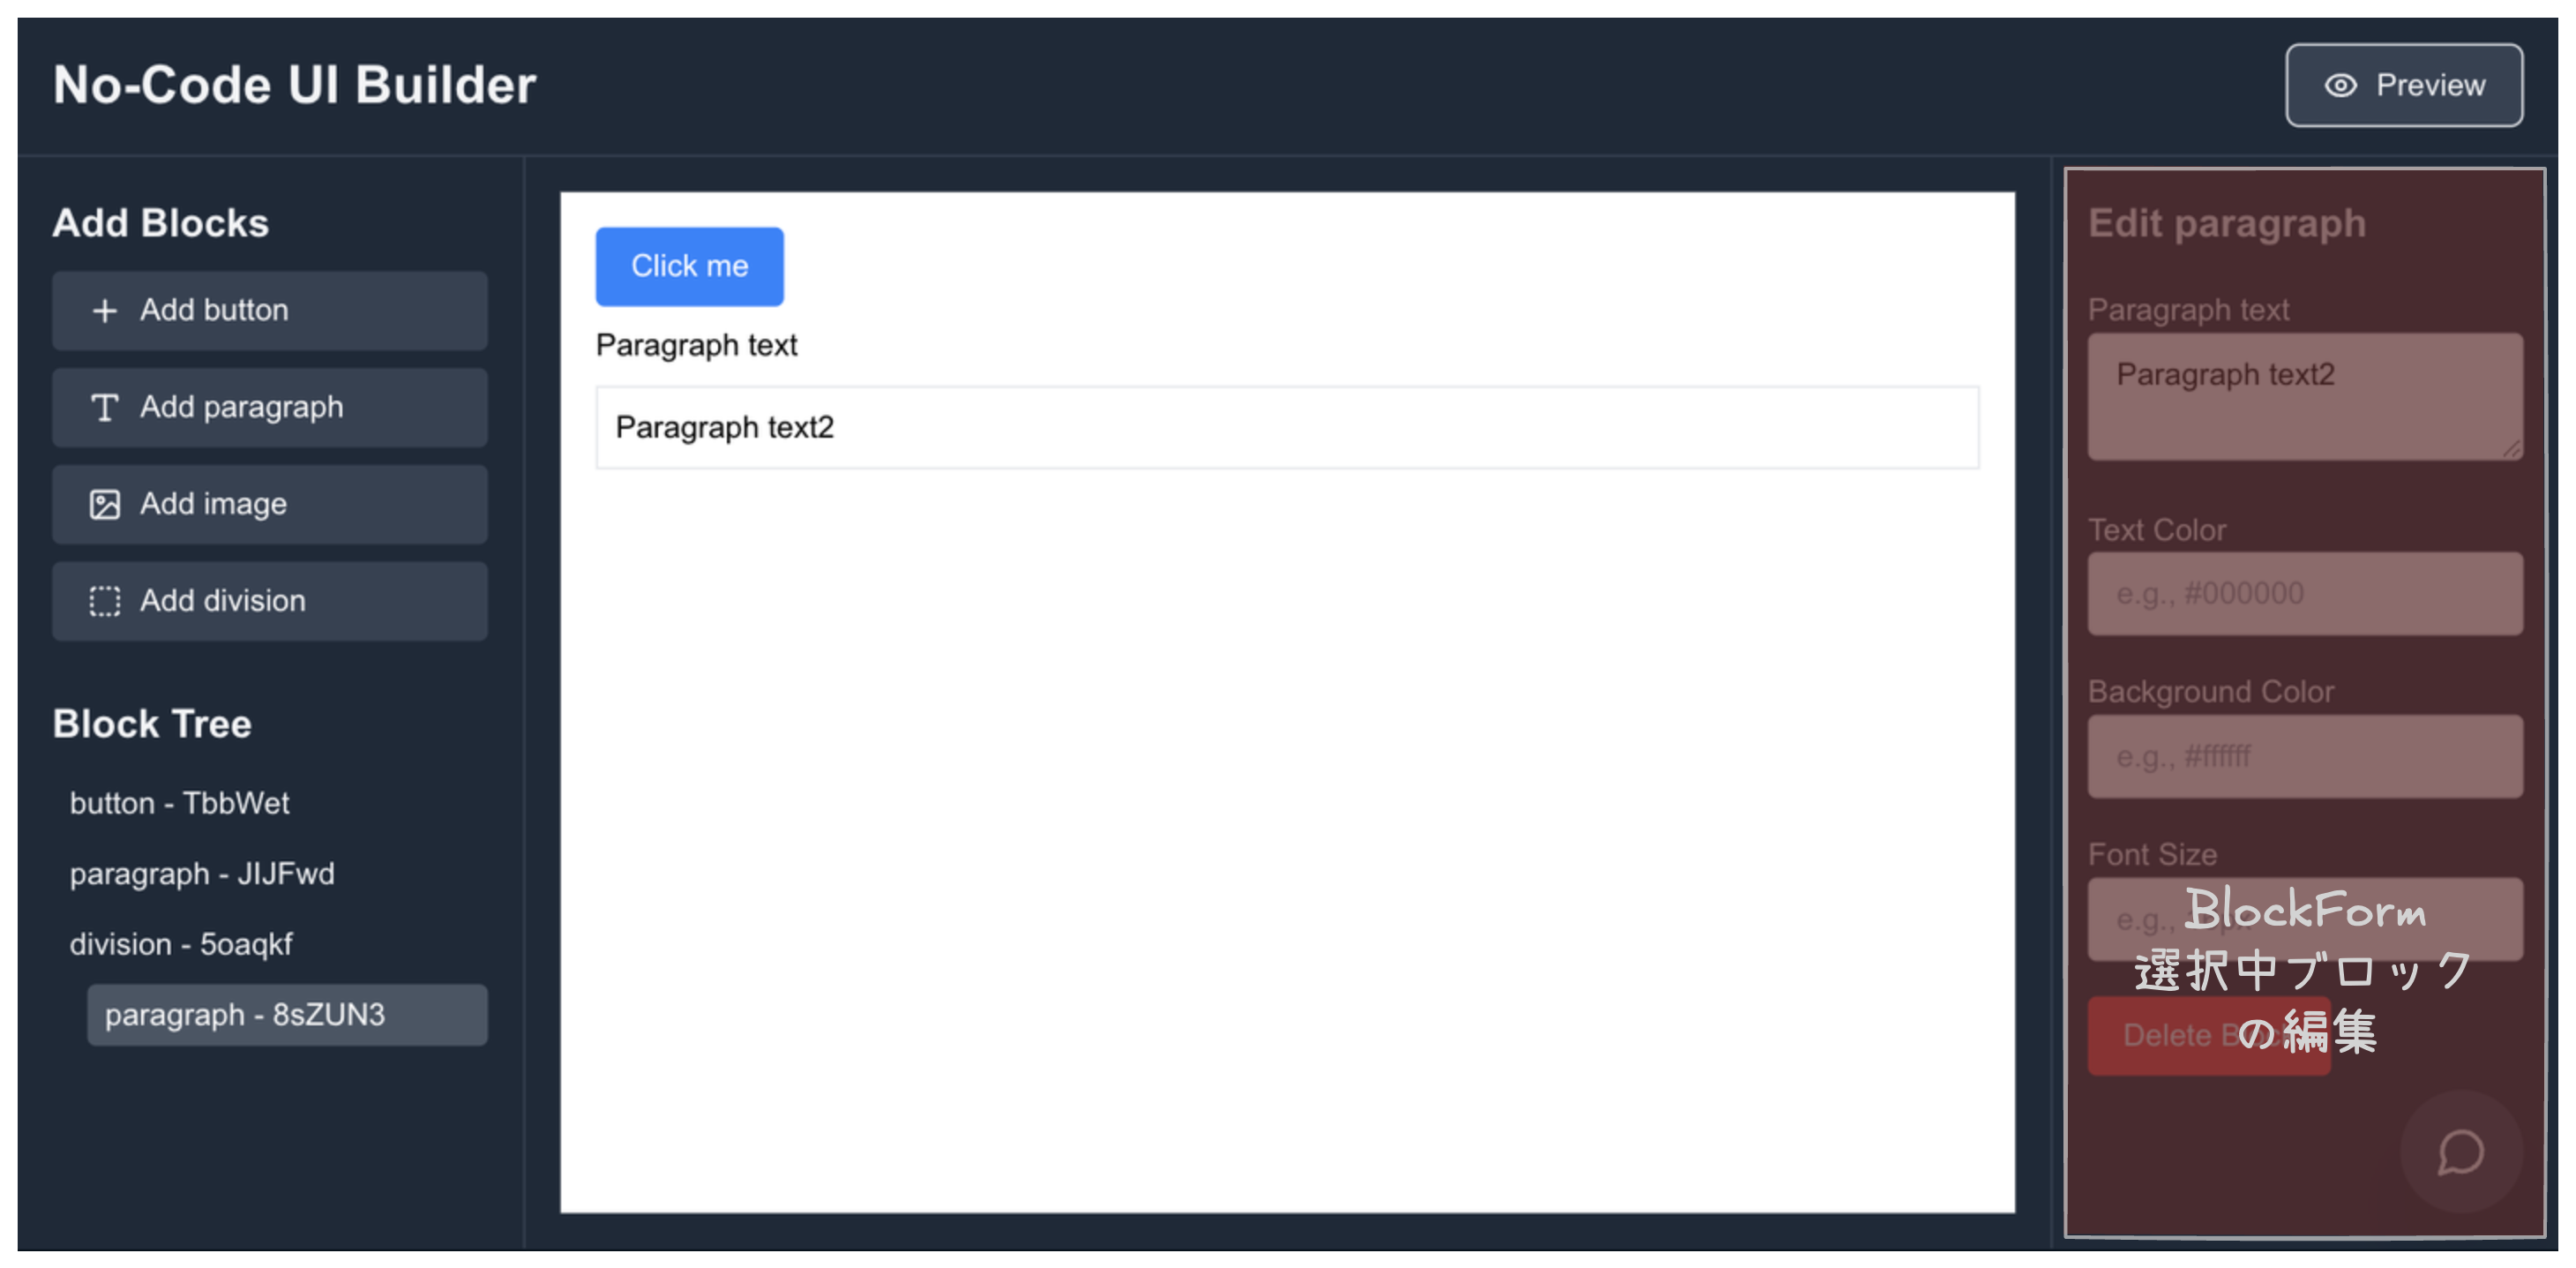 No-Code UI Builder
Preview
Add Blocks
Add button
Add paragraph
Add image
Add division
Block Tree
button - TbbWet
paragraph - JIJFwd
division - 5oaqkf
paragraph - 8sZUN3
Click me
Paragraph text
Paragraph text2
Edit paragraph
Paragraph text
Paragraph text2
Text Color
e.g., #000000
Background Color
e.g., #ffffff
Font Size
e.g.,
BlockForm
選択中ブロック
の編集
Delete